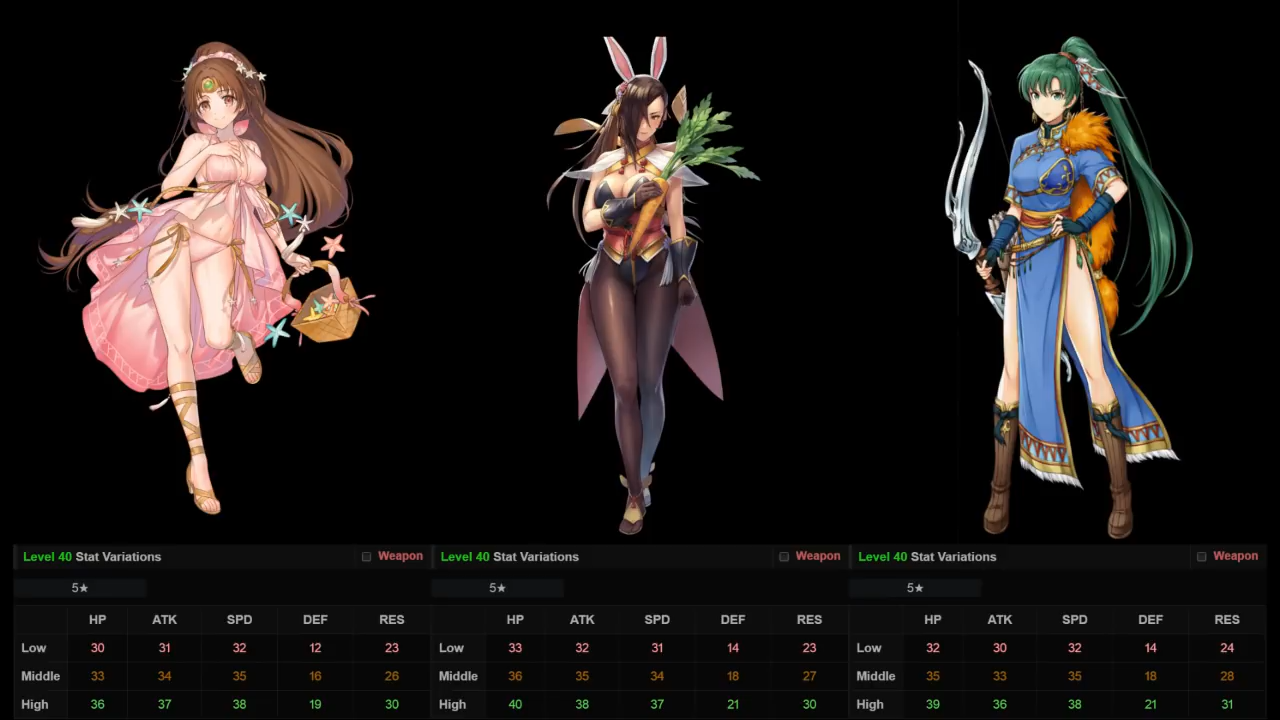 Level 40 Stat Variations Weapon Level 40 Stat Variations Weapon Level 40 Stat Variations Weapon
5★ 5★ 5★
HP ATK SPD DEF RES HP ATK SPD DEF RES HP ATK SPD DEF RES
Low 30 31 32 12 23 Low 33 32 31 14 23 Low 32 30 32 14 24
Middle 33 34 35 16 26 Middle 36 35 34 18 27 Middle 35 33 35 18 28
High 36 37 38 19 30 High 40 38 37 21 30 High 39 36 38 21 31